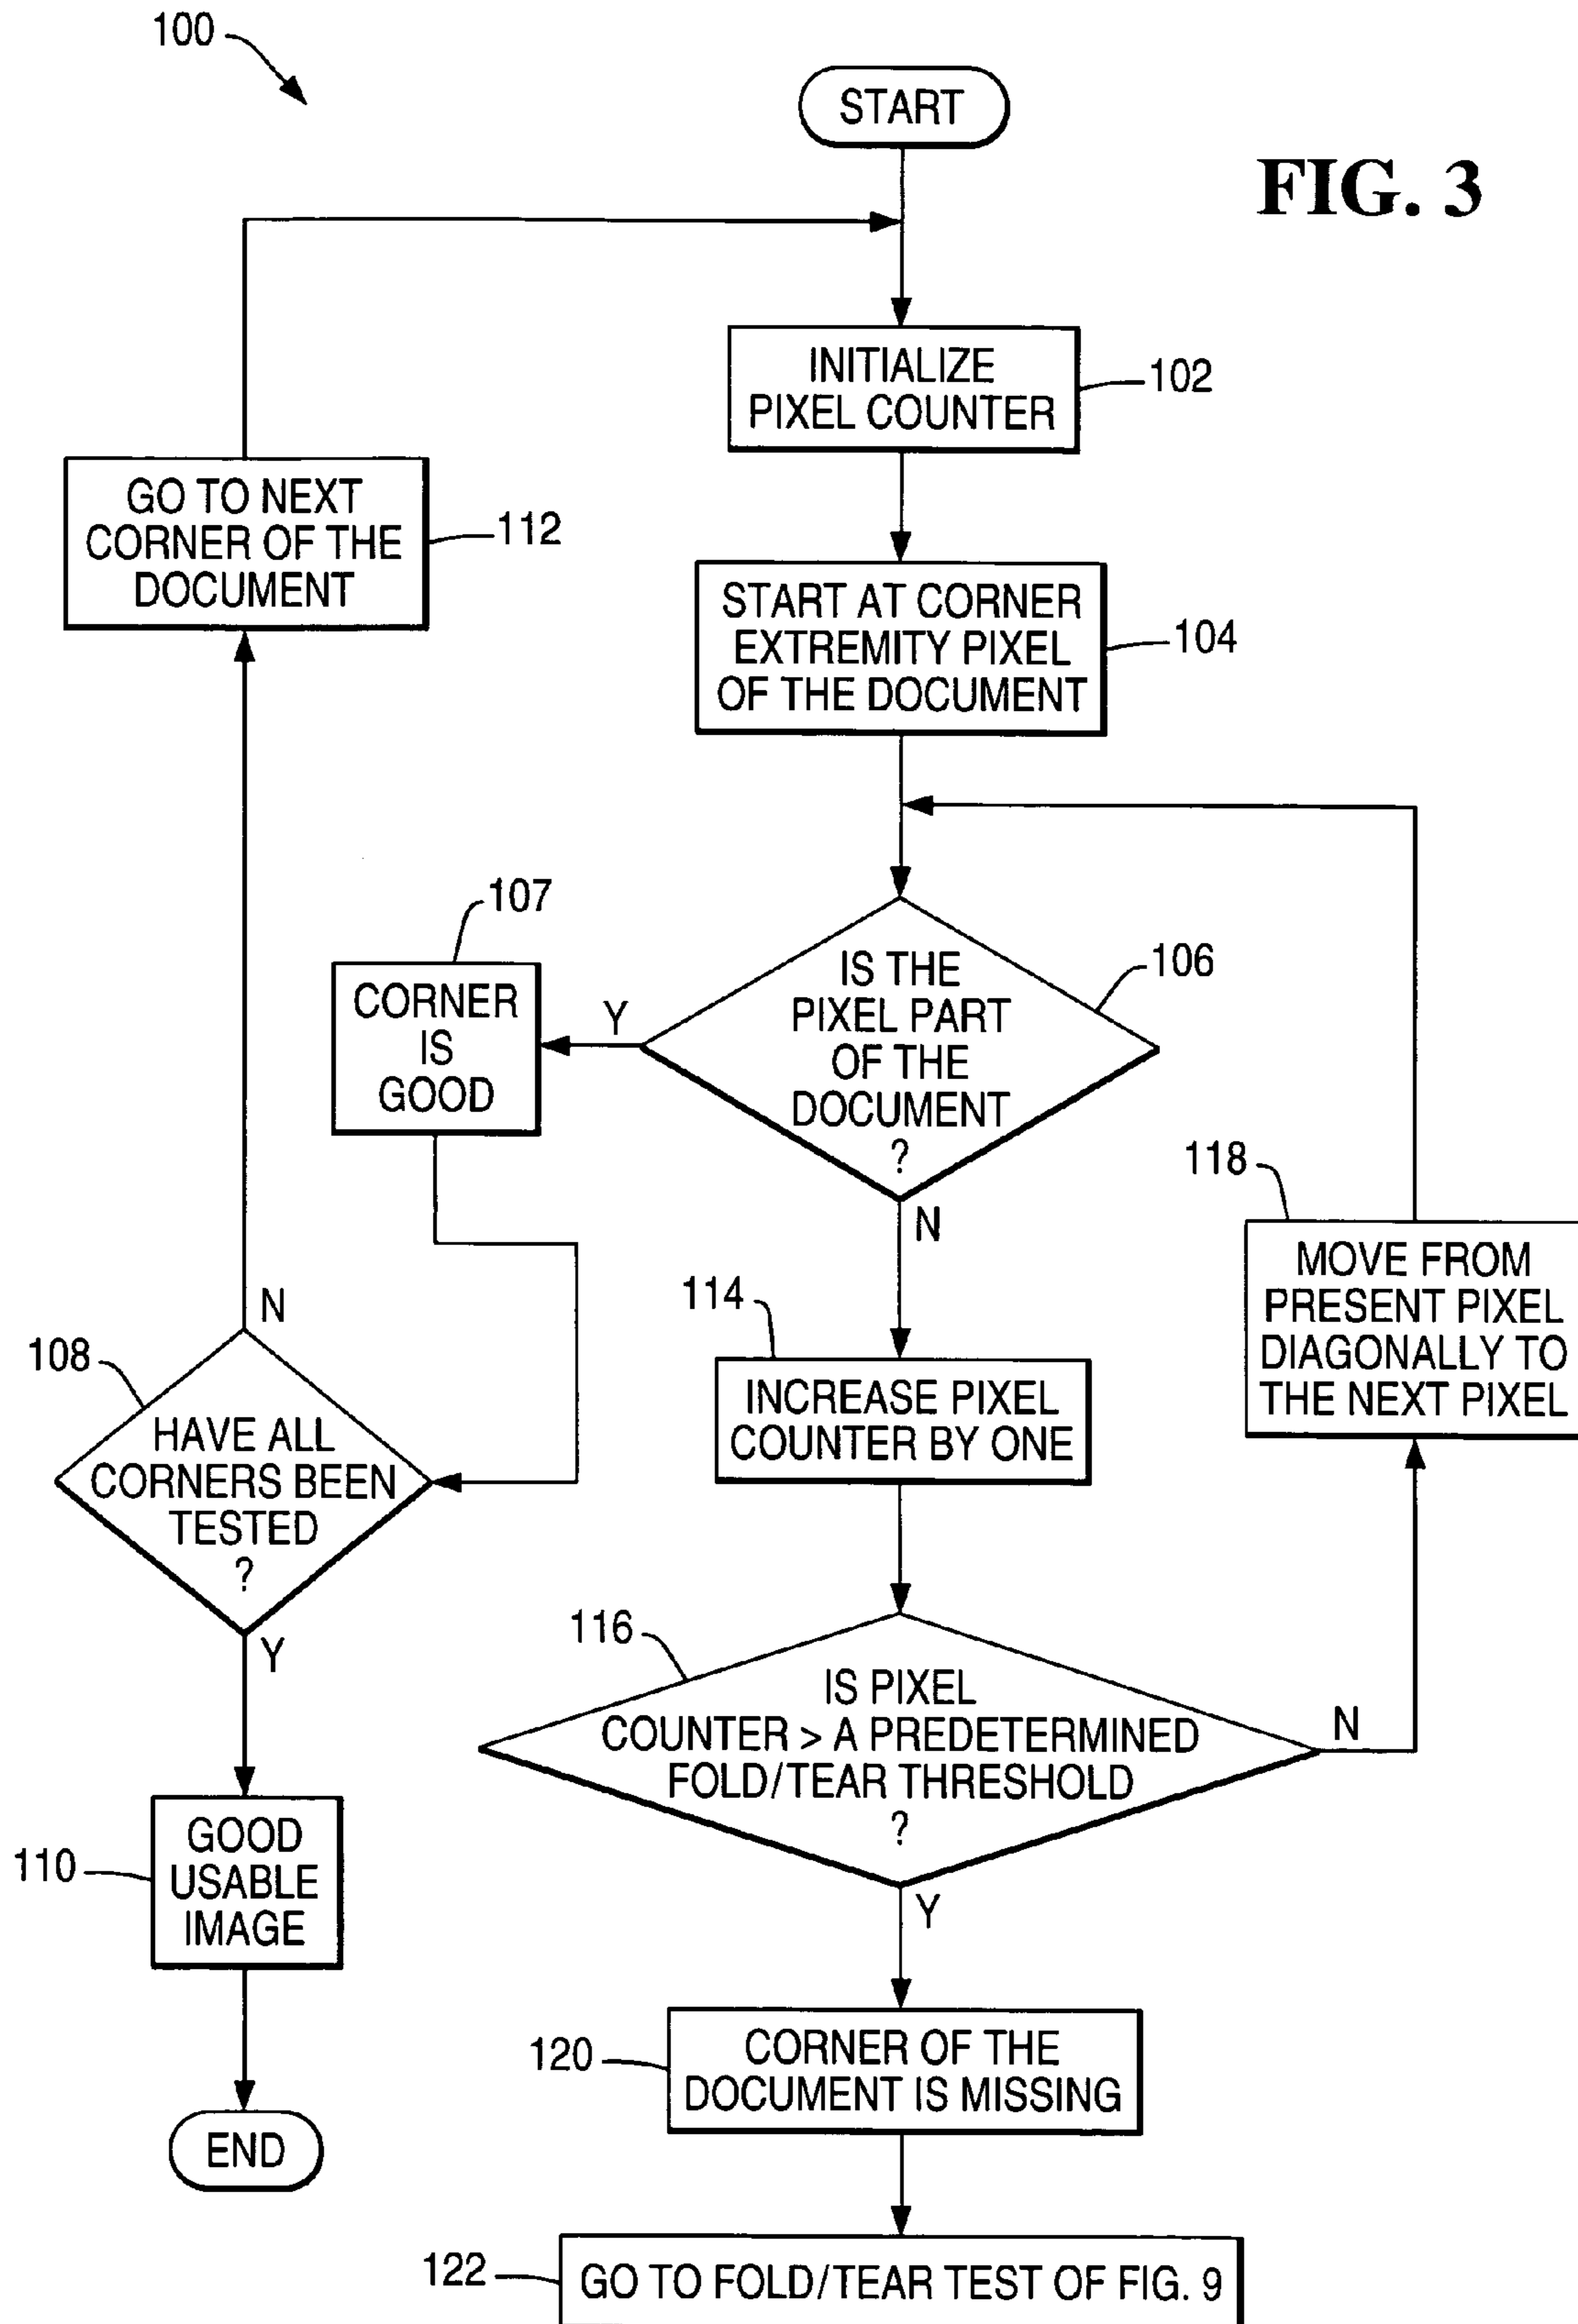 100
START
FIG. 3
INITIALIZE
PIXEL COUNTER
102
GO TO NEXT
CORNER OF THE
DOCUMENT
112
START AT CORNER
EXTREMITY PIXEL
OF THE DOCUMENT
104
107
CORNER
IS
GOOD
Y
IS THE
PIXEL PART
OF THE
DOCUMENT
?
106
N
118
MOVE FROM
PRESENT PIXEL
DIAGONALLY TO
THE NEXT PIXEL
114
INCREASE PIXEL
COUNTER BY ONE
N
108
HAVE ALL
CORNERS BEEN
TESTED
?
Y
116
IS PIXEL
COUNTER > A PREDETERMINED
FOLD/TEAR THRESHOLD
?
N
Y
110
GOOD
USABLE
IMAGE
120
CORNER OF THE
DOCUMENT IS MISSING
END
122
GO TO FOLD/TEAR TEST OF FIG. 9